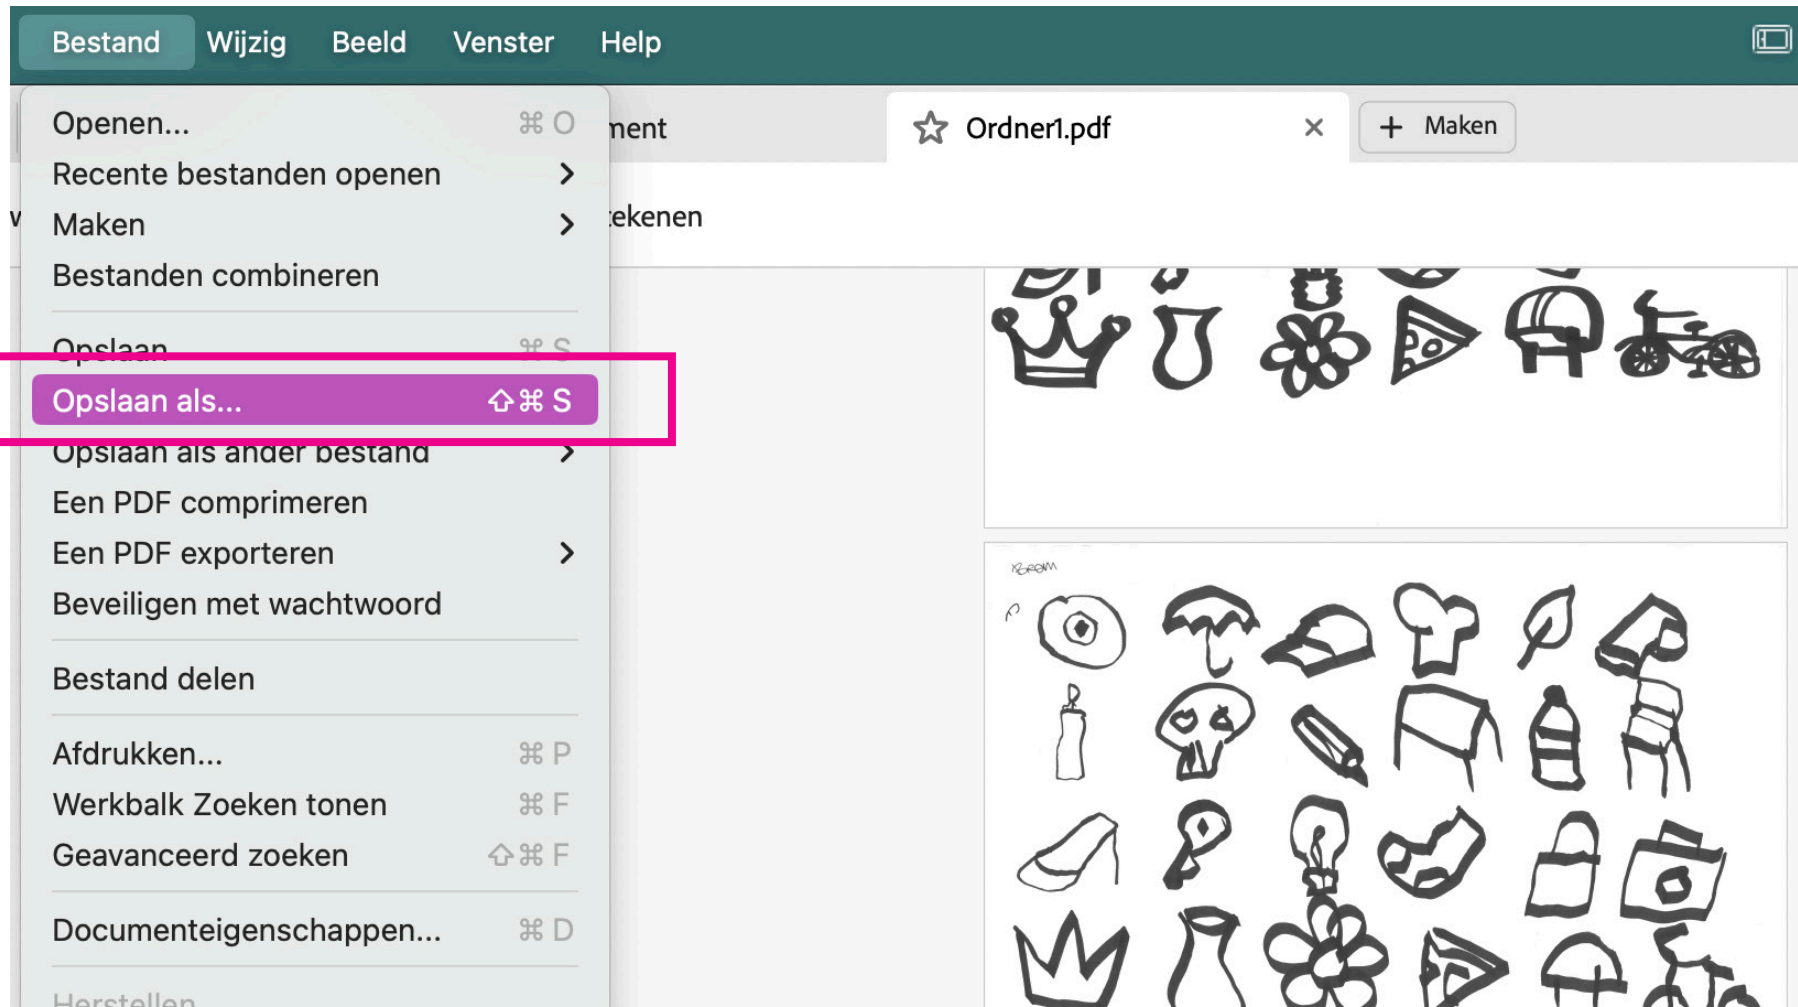 Bestand Wijzig Beeld Venster Help
ment
Ordner1.pdf × + Maken
Openen... ⌘ O
Recente bestanden openen >
tekenen
Maken >
Bestanden combineren
Opslaan ⌘ S
Opslaan als... ⇧⌘ S
Opslaan als ander bestand >
Een PDF comprimeren
Een PDF exporteren >
Beveiligen met wachtwoord
Bestand delen
Afdrukken... ⌘ P
Werkbalk Zoeken tonen ⌘ F
Geavanceerd zoeken ⇧⌘ F
Documenteigenschappen... ⌘ D
Herstellen